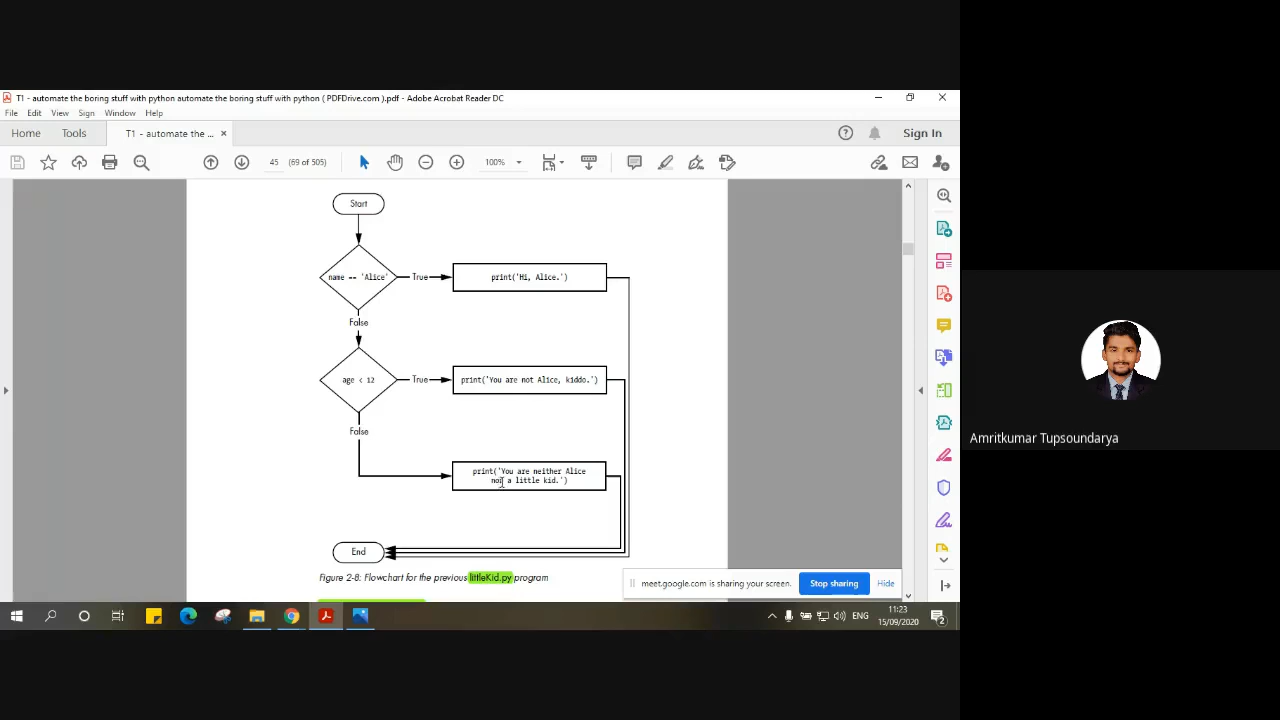 T1 - automate the boring stuff with python automate the boring stuff with python ( PDFDrive.com ).pdf - Adobe Acrobat Reader DC
File Edit View Sign Window Help
Home Tools T1 - automate the ... × Sign In
45 (69 of 505) 100%
Start
name == 'Alice' True print('Hi, Alice.')
False
age < 12 True print('You are not Alice, kiddo.')
False
print('You are neither Alice
nor a little kid.')
End
Figure 2-8: Flowchart for the previous littleKid.py program
meet.google.com is sharing your screen. Stop sharing Hide
ENG 11:23
15/09/2020
2
Amritkumar Tupsoundarya